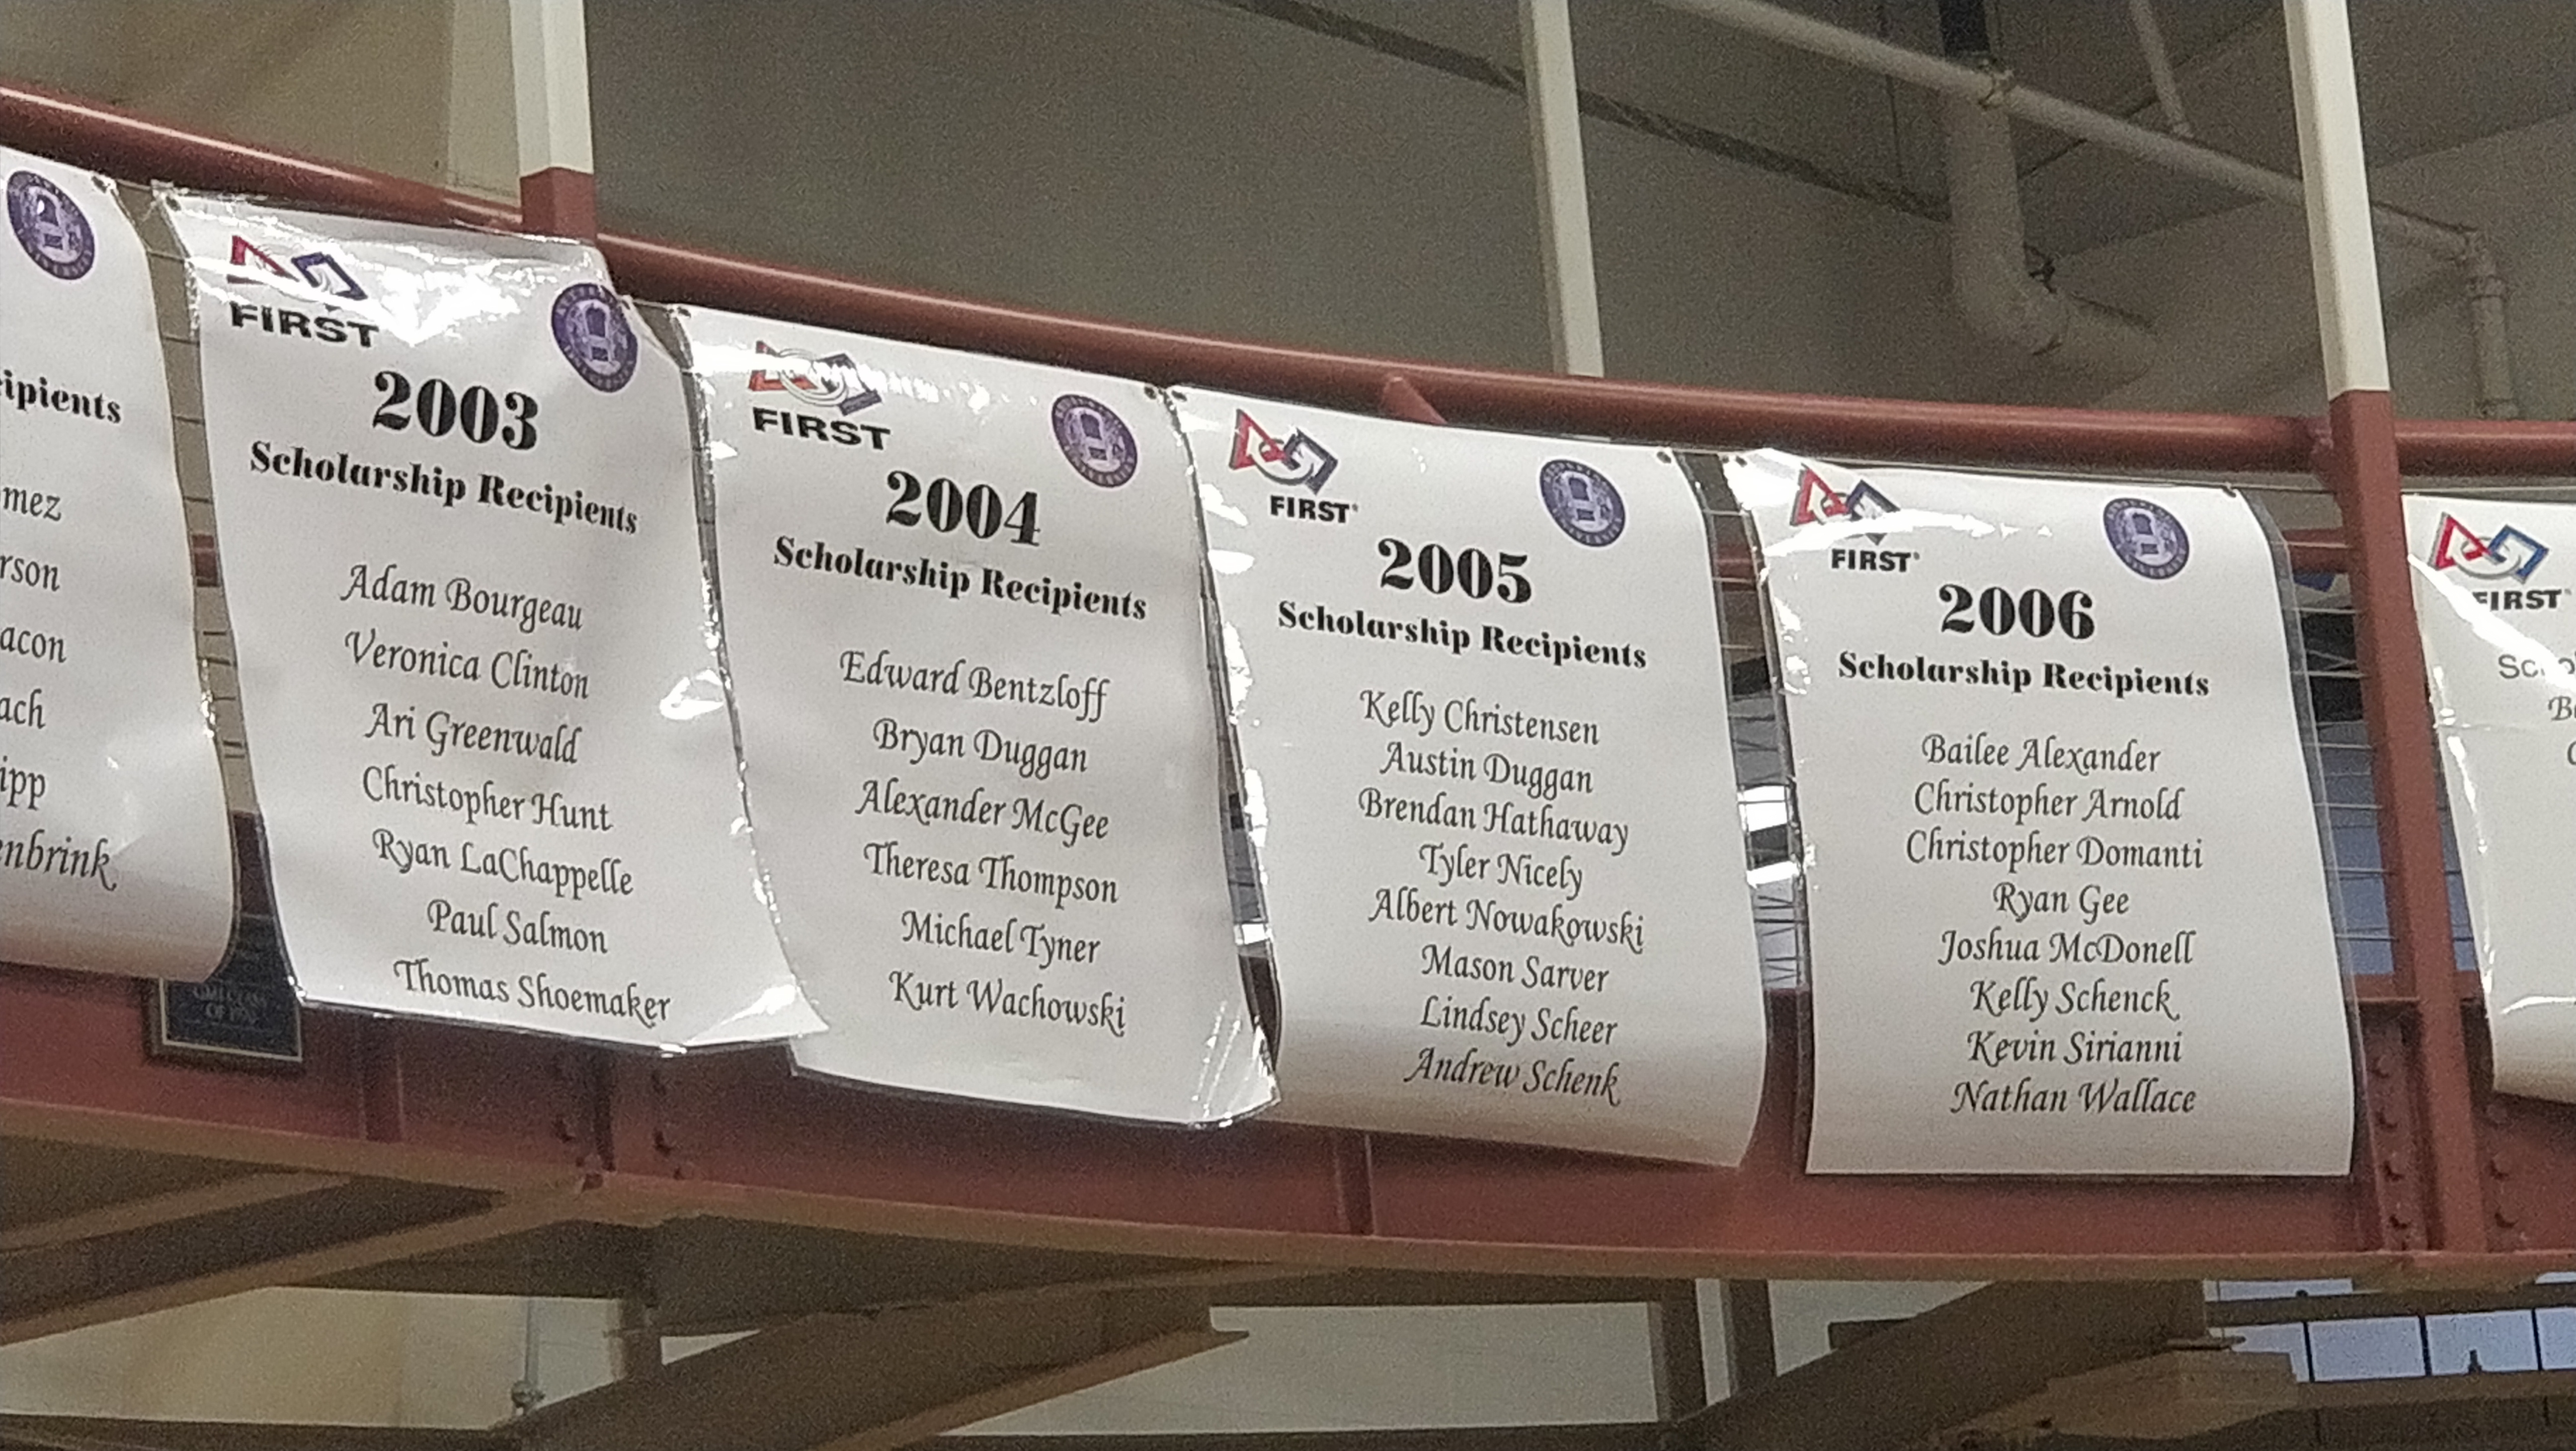 mez
enbrink
FIRST
2003
Scholarship Recipients
Adam Bourgeau
Veronica Clinton
Ari Greenwald
Christopher Hunt
Ryan LaChappelle
Paul Salmon
Thomas Shoemaker
FIRST
2004
Scholarship Recipients
Edward Bentzloff
Bryan Duggan
Alexander McGee
Theresa Thompson
Michael Tyner
Kurt Wachowski
FIRST
2005
Scholarship Recipients
Kelly Christensen
Austin Duggan
Brendan Hathaway
Tyler Nicely
Albert Nowakowski
Mason Sarver
Lindsey Scheer
Andrew Schenk
FIRST
2006
Scholarship Recipients
Bailee Alexander
Christopher Arnold
Christopher Domanti
Ryan Gee
Joshua McDonell
Kelly Schenck
Kevin Sirianni
Nathan Wallace
FIRST